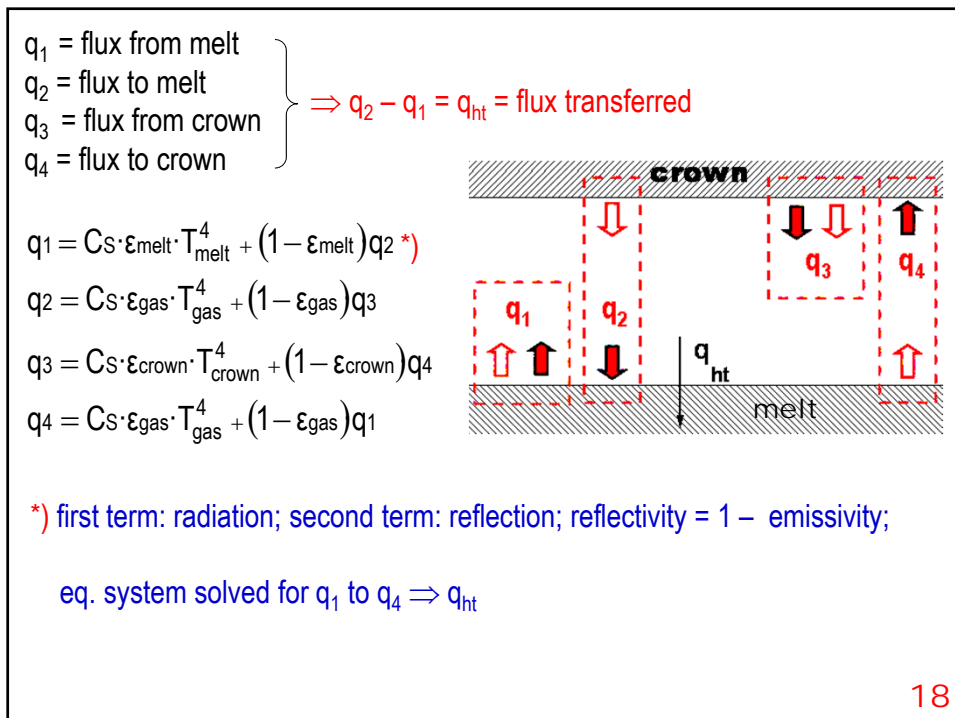 q₁ = flux from melt
q₂ = flux to melt
q₃ = flux from crown
q₄ = flux to crown
⇒ q₂ – q₁ = qht = flux transferred
q1 = CS·εmelt·T⁴melt + (1 − εmelt)q2 *)
q2 = CS·εgas·T⁴gas + (1 − εgas)q3
q3 = CS·εcrown·T⁴crown + (1 − εcrown)q4
q4 = CS·εgas·T⁴gas + (1 − εgas)q1
crown
q₃ q₄
q₁ q₂
q ht
melt
*) first term: radiation; second term: reflection; reflectivity = 1 – emissivity;
eq. system solved for q₁ to q₄ ⇒ qht
18